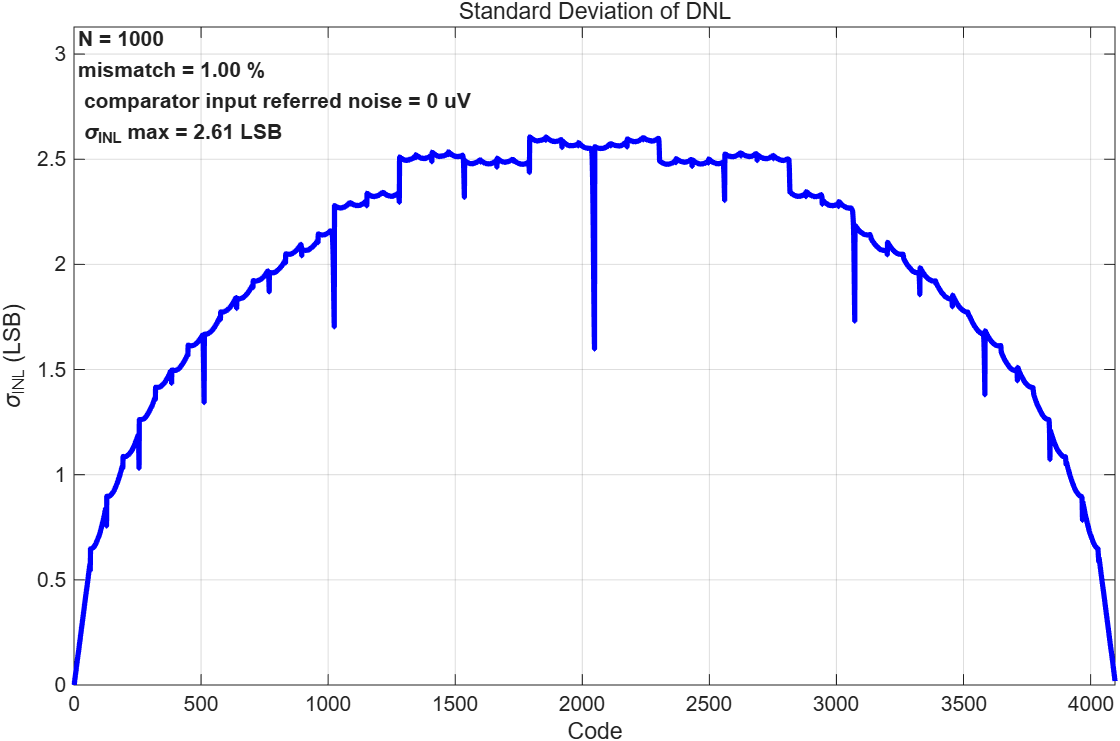 Standard Deviation of DNL
N = 1000
mismatch = 1.00 %
comparator input referred noise = 0 uV
σINL max = 2.61 LSB
3
2.5
2
1.5
1
0.5
0
σINL (LSB)
0 500 1000 1500 2000 2500 3000 3500 4000
Code